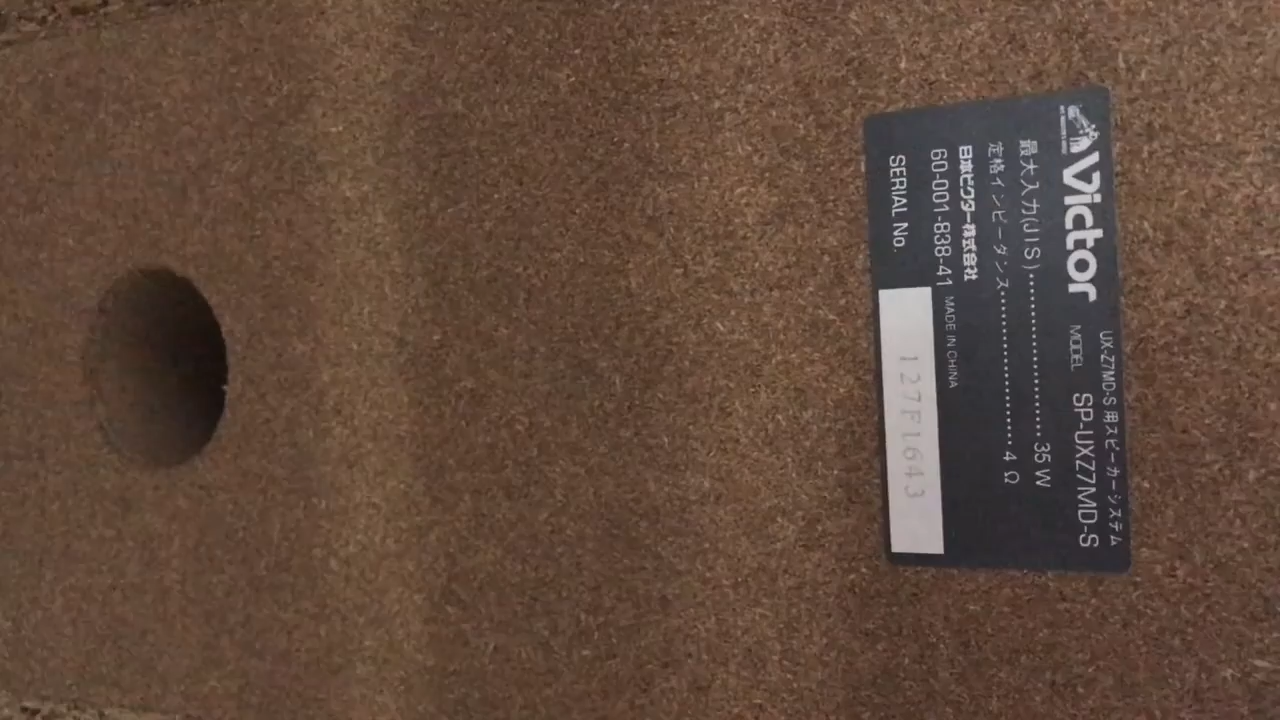 Victor
UX-Z7MD-S 用スピーカーシステム
MODEL SP-UXZ7MD-S
最大入力(JIS)........................ 35 W
定格インピーダンス........................ 4 Ω
日本ビクター株式会社
60-001-838-41 MADE IN CHINA
SERIAL No. 127F1643